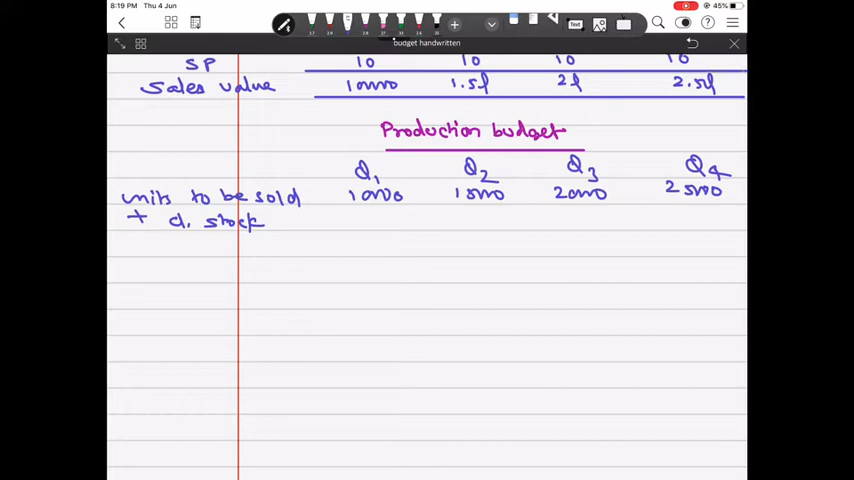 8:19 PM Thu 4 Jun
45%
Text
budget handwritten
SP 10 10 10 10
Sales value 10000 1.5l 2l 2.5l
Production budget
Q1 Q2 Q3 Q4
units to be sold 10000 15000 20000 25000
+ cl. stock